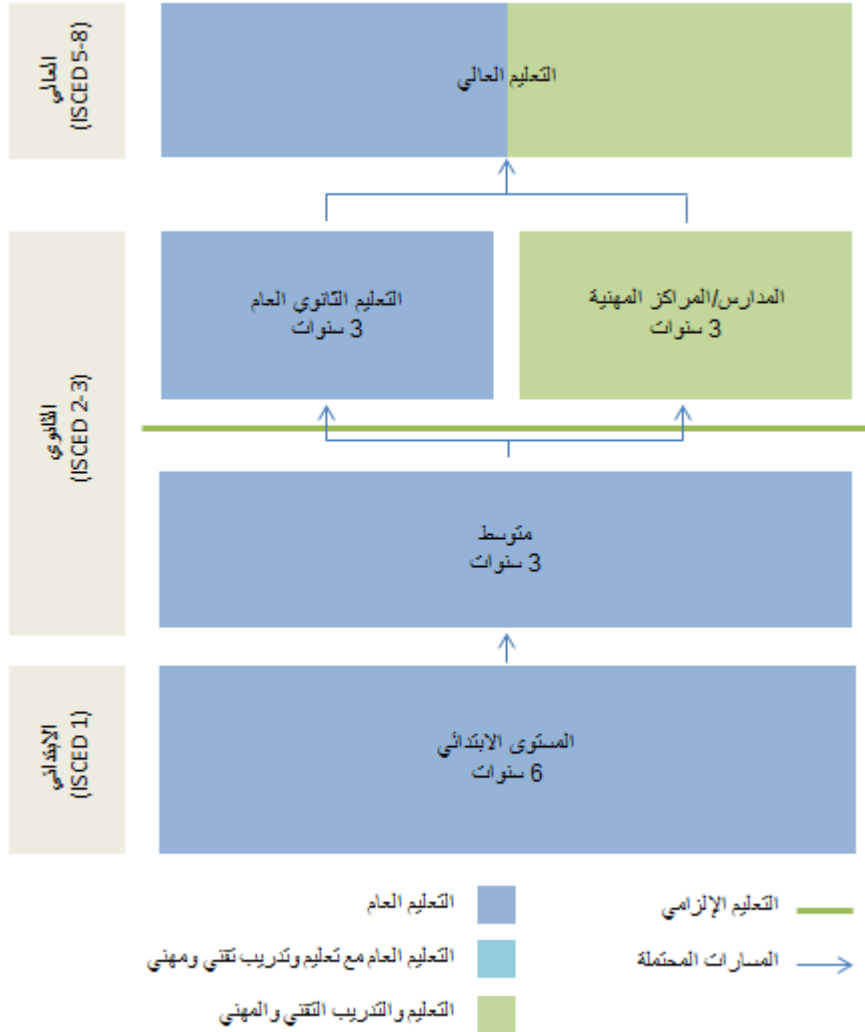 العالي
(ISCED 5-8)
التعليم العالي
الثانوي
(ISCED 2-3)
التعليم الثانوي العام
3 سنوات
المدارس/المراكز المهنية
3 سنوات
متوسط
3 سنوات
الابتدائي
(ISCED 1)
المستوى الابتدائي
6 سنوات
التعليم الإلزامي
المسارات المحتملة
التعليم العام
التعليم العام مع تعليم وتدريب تقني ومهني
التعليم والتدريب التقني والمهني